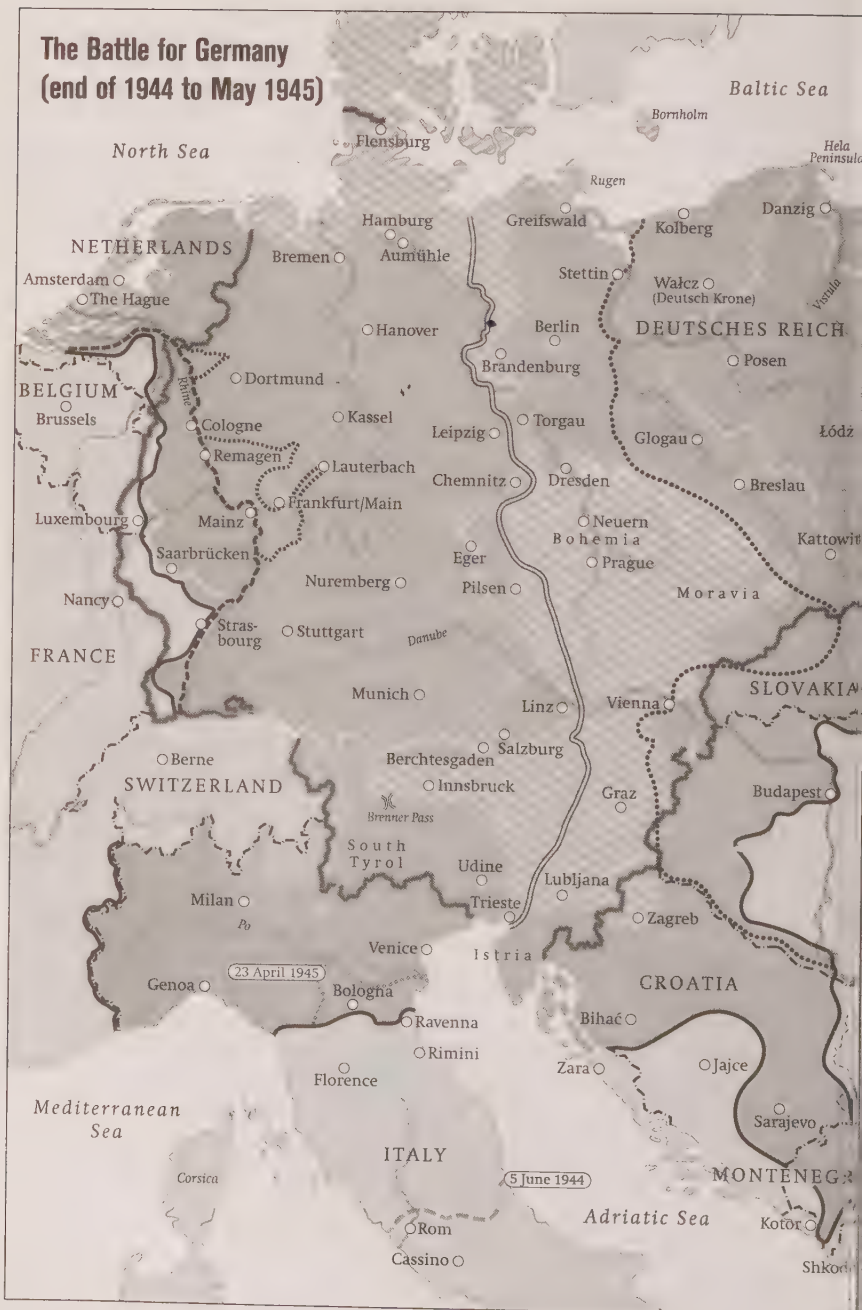 The Battle for Germany
(end of 1944 to May 1945)
Baltic Sea
Bornholm
North Sea
Flensburg
Hela
Peninsula
Rugen
Hamburg
Greifswald
Kolberg
Danzig
NETHERLANDS
Bremen
Aumühle
Amsterdam
Stettin
Wałcz
(Deutsch Krone)
Vistula
The Hague
Hanover
Berlin
DEUTSCHES REICH
Brandenburg
Posen
BELGIUM
Rhine
Dortmund
Brussels
Kassel
Torgau
Cologne
Leipzig
Glogau
Łódź
Remagen
Lauterbach
Chemnitz
Dresden
Breslau
Frankfurt/Main
Luxembourg
Mainz
Neuern
Bohemia
Kattowit
Saarbrücken
Eger
Prague
Nuremberg
Pilsen
Moravia
Nancy
Stras-
bourg
Stuttgart
Danube
FRANCE
Munich
Linz
Vienna
SLOVAKIA
Salzburg
Berne
Berchtesgaden
SWITZERLAND
Innsbruck
Graz
Budapest
Brenner Pass
South
Tyrol
Udine
Lubljana
Milan
Trieste
Zagreb
Po
Venice
Istria
23 April 1945
Genoa
Bologna
CROATIA
Ravenna
Bihać
Rimini
Florence
Zara
Jajce
Mediterranean
Sea
Sarajevo
ITALY
Corsica
5 June 1944
MONTENEG
Adriatic Sea
Rom
Kotor
Cassino
Shkod